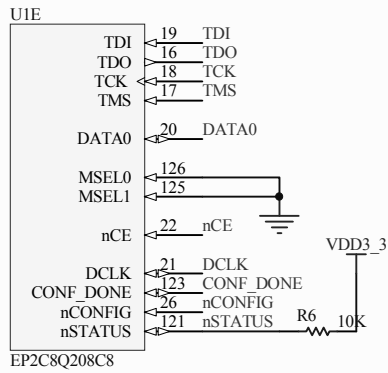 U1E
TDI 19 TDI
TDO 16 TDO
TCK 18 TCK
TMS 17 TMS
DATA0 20 DATA0
MSEL0 126
MSEL1 125
nCE 22 nCE
VDD3_3
DCLK 21 DCLK
CONF_DONE 123 CONF_DONE
nCONFIG 26 nCONFIG
nSTATUS 121 nSTATUS R6 10K
EP2C8Q208C8